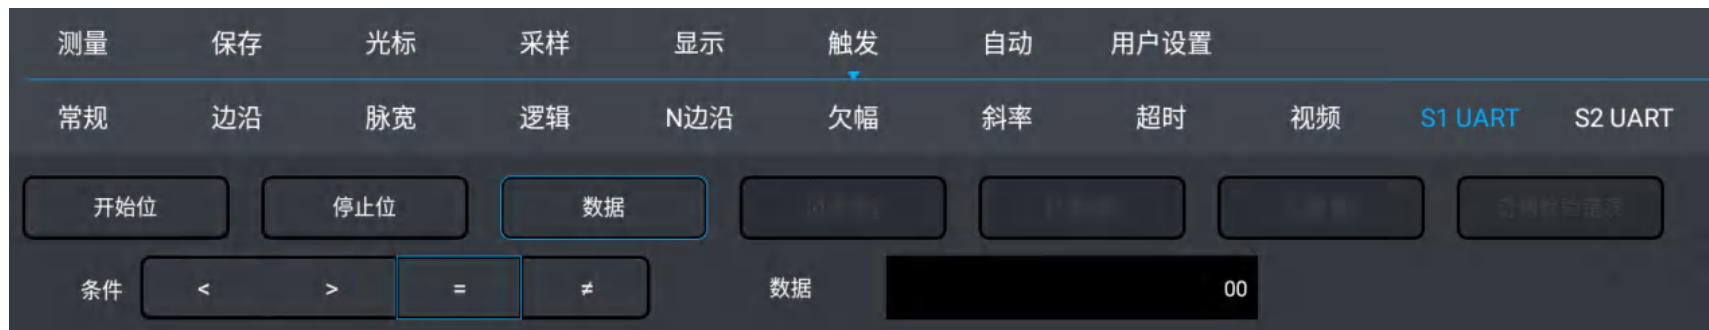 测量 保存 光标 采样 显示 触发 自动 用户设置
常规 边沿 脉宽 逻辑 N边沿 欠幅 斜率 超时 视频 S1 UART S2 UART
开始位 停止位 数据
条件 < > = ≠ 数据 00